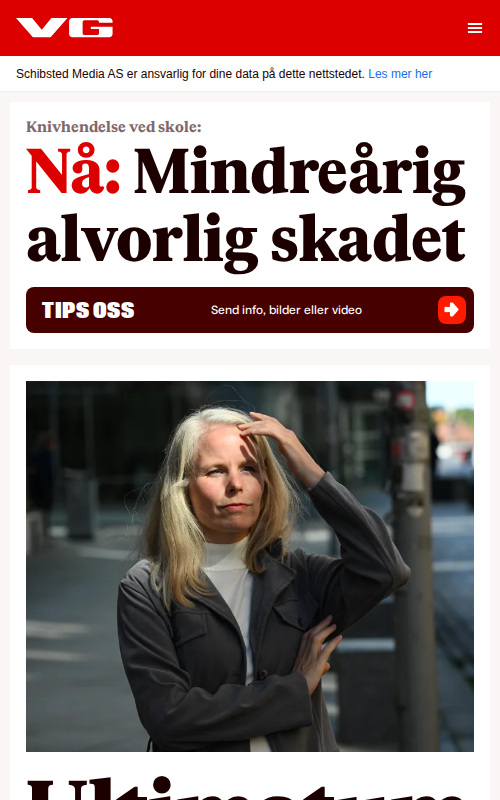 VG
Schibsted Media AS er ansvarlig for dine data på dette nettstedet. Les mer her
Knivhendelse ved skole:
Nå: Mindreårig
alvorlig skadet
TIPS OSS Send info, bilder eller video
Ultimatum